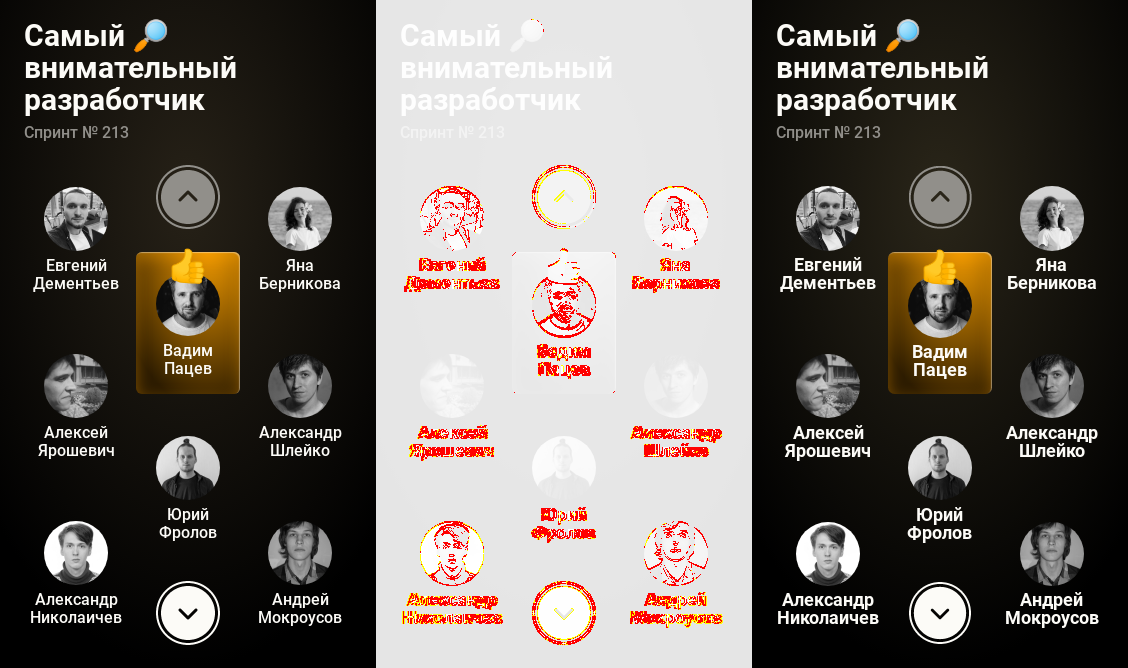 Самый
внимательный
разработчик
Спринт № 213
Евгений
Дементьев
Яна
Берникова
Вадим
Пацев
Алексей
Ярошевич
Александр
Шлейко
Юрий
Фролов
Александр
Николаичев
Андрей
Мокроусов
Самый
внимательный
разработчик
Спринт № 213
Евгений
Дементьев
Яна
Берникова
Вадим
Пацев
Алексей
Ярошевич
Александр
Шлейко
Юрий
Фролов
Александр
Николаичев
Андрей
Мокроусов
Самый
внимательный
разработчик
Спринт № 213
Евгений
Дементьев
Яна
Берникова
Вадим
Пацев
Алексей
Ярошевич
Александр
Шлейко
Юрий
Фролов
Александр
Николаичев
Андрей
Мокроусов